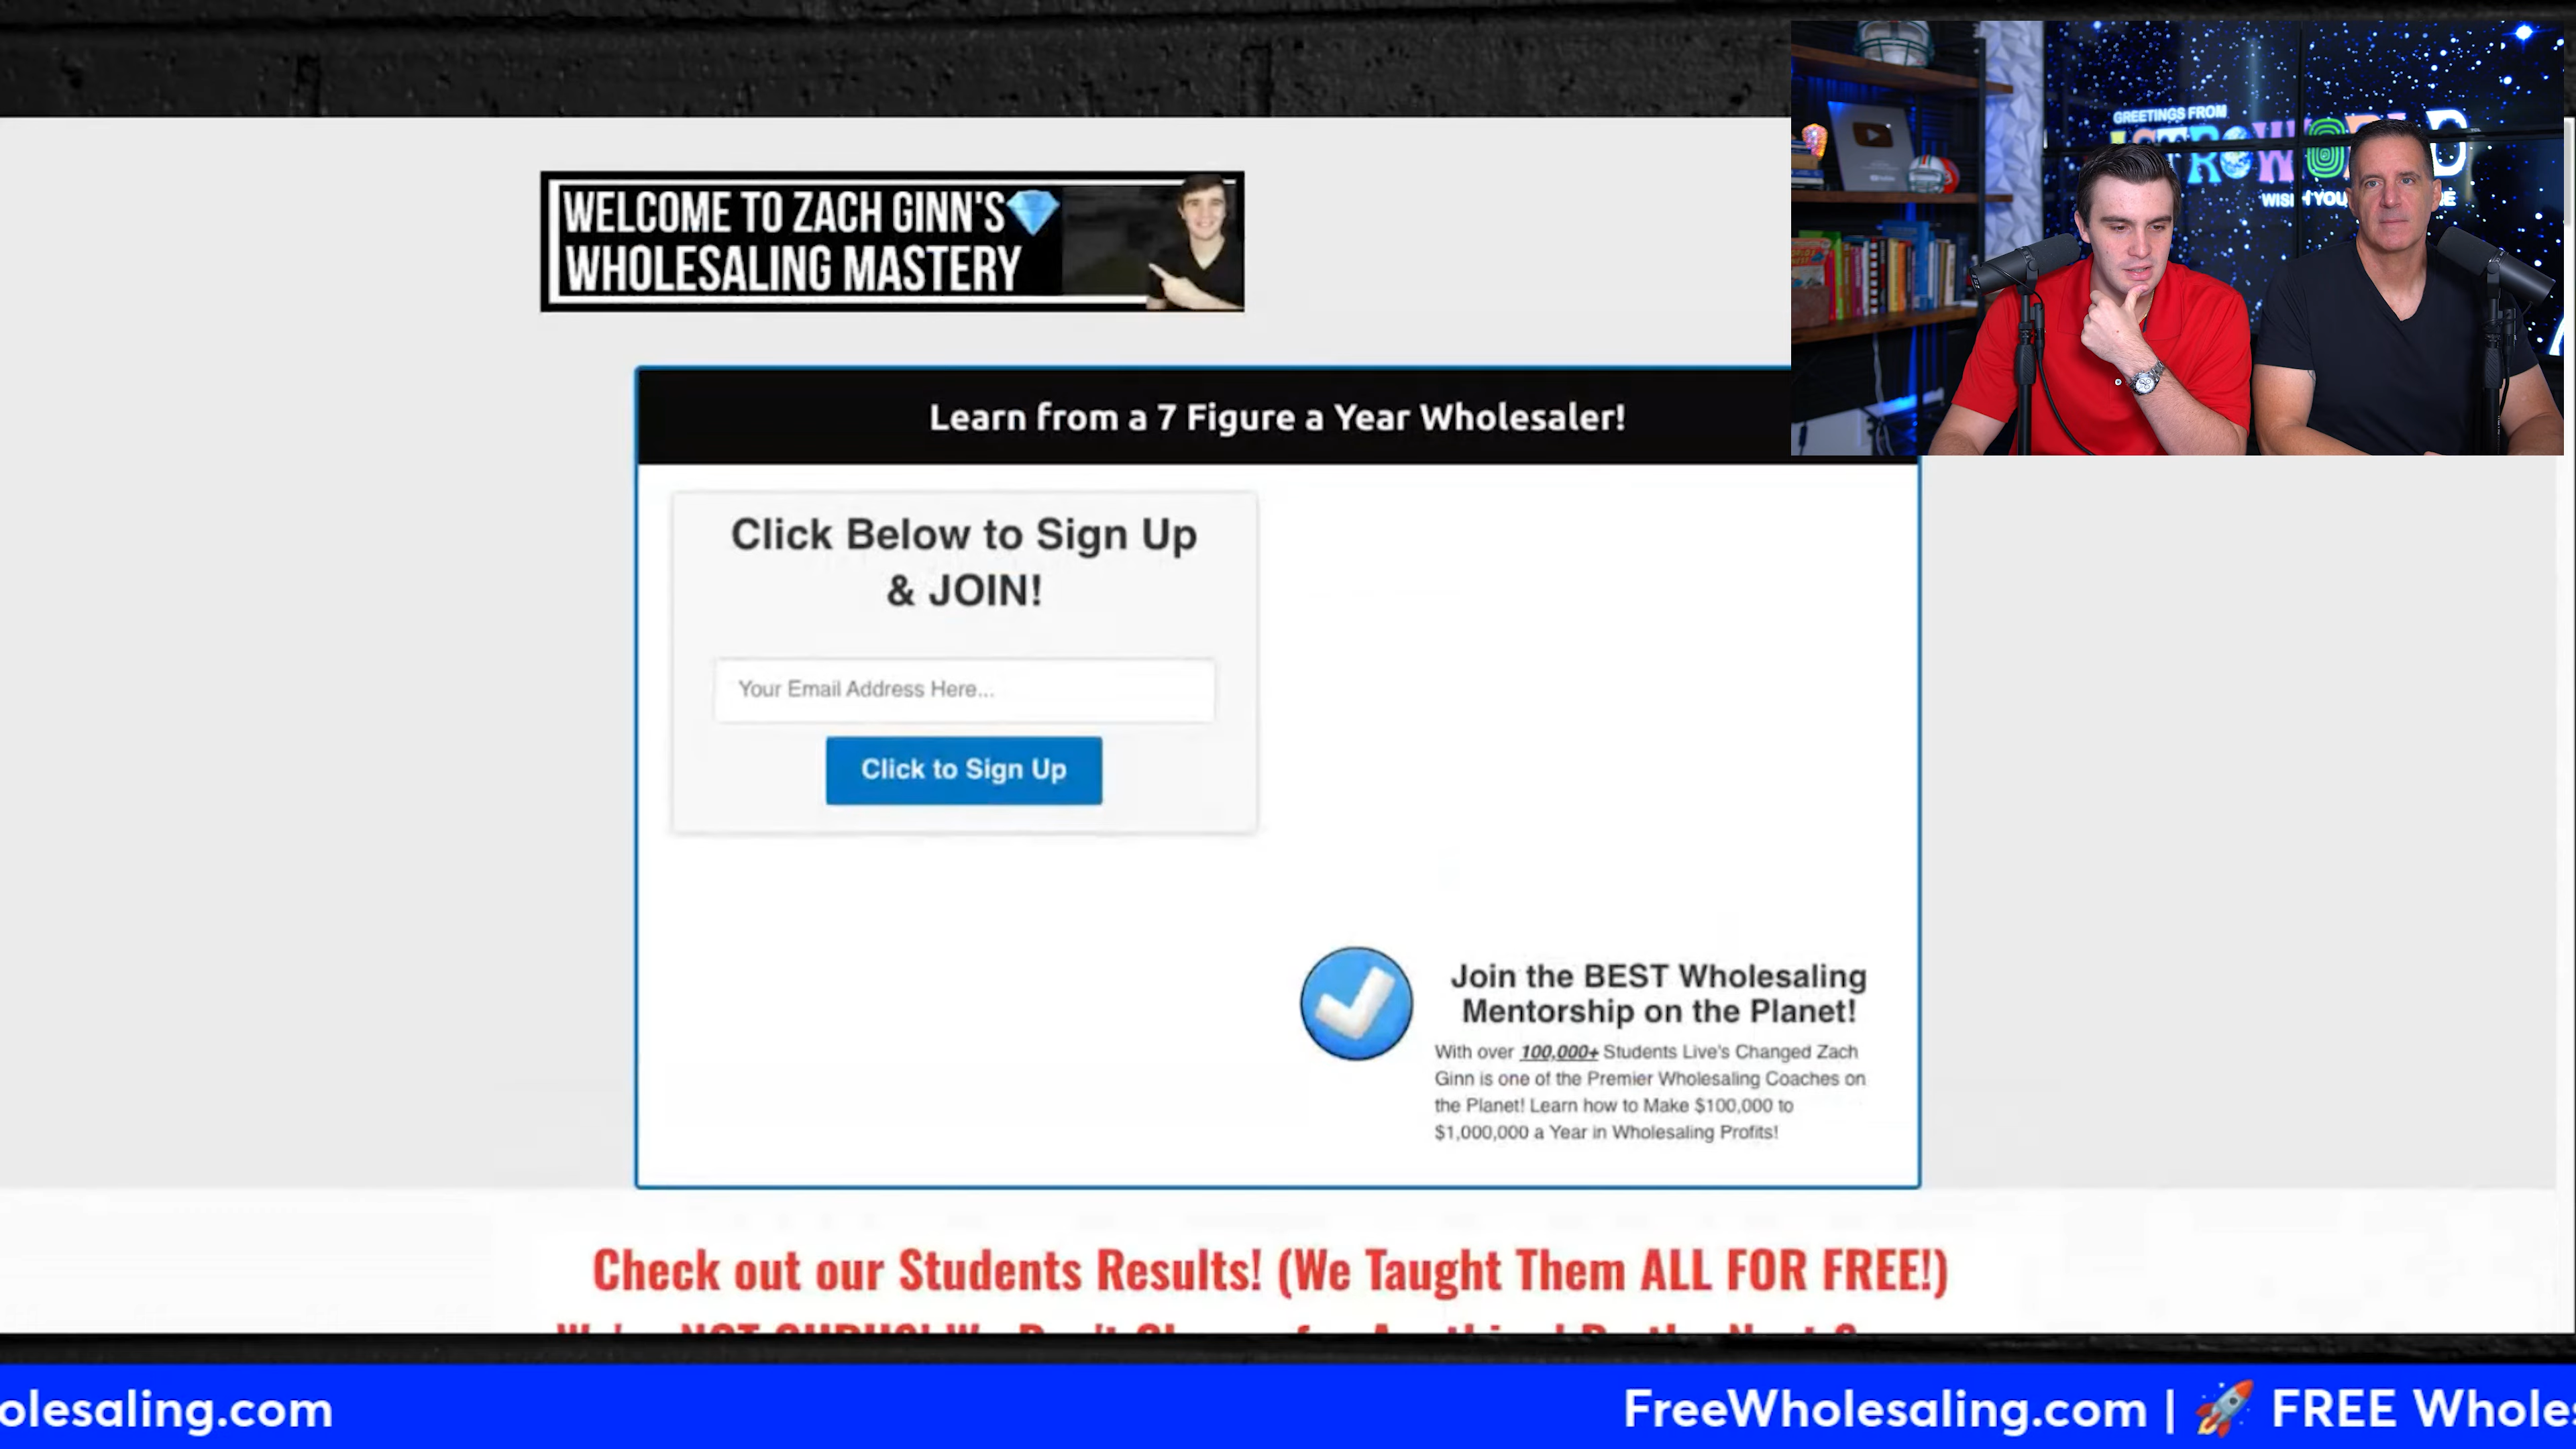 GREETINGS FROM
WELCOME TO ZACH GINN'S💎
WHOLESALING MASTERY
Learn from a 7 Figure a Year Wholesaler!
Click Below to Sign Up
& JOIN!
Your Email Address Here...
Click to Sign Up
Join the BEST Wholesaling
Mentorship on the Planet!
With over 100,000+ Students Live's Changed Zach
Ginn is one of the Premier Wholesaling Coaches on
the Planet! Learn how to Make $100,000 to
$1,000,000 a Year in Wholesaling Profits!
Check out our Students Results! (We Taught Them ALL FOR FREE!)
olesaling.com
FreeWholesaling.com | 🚀 FREE Wholes